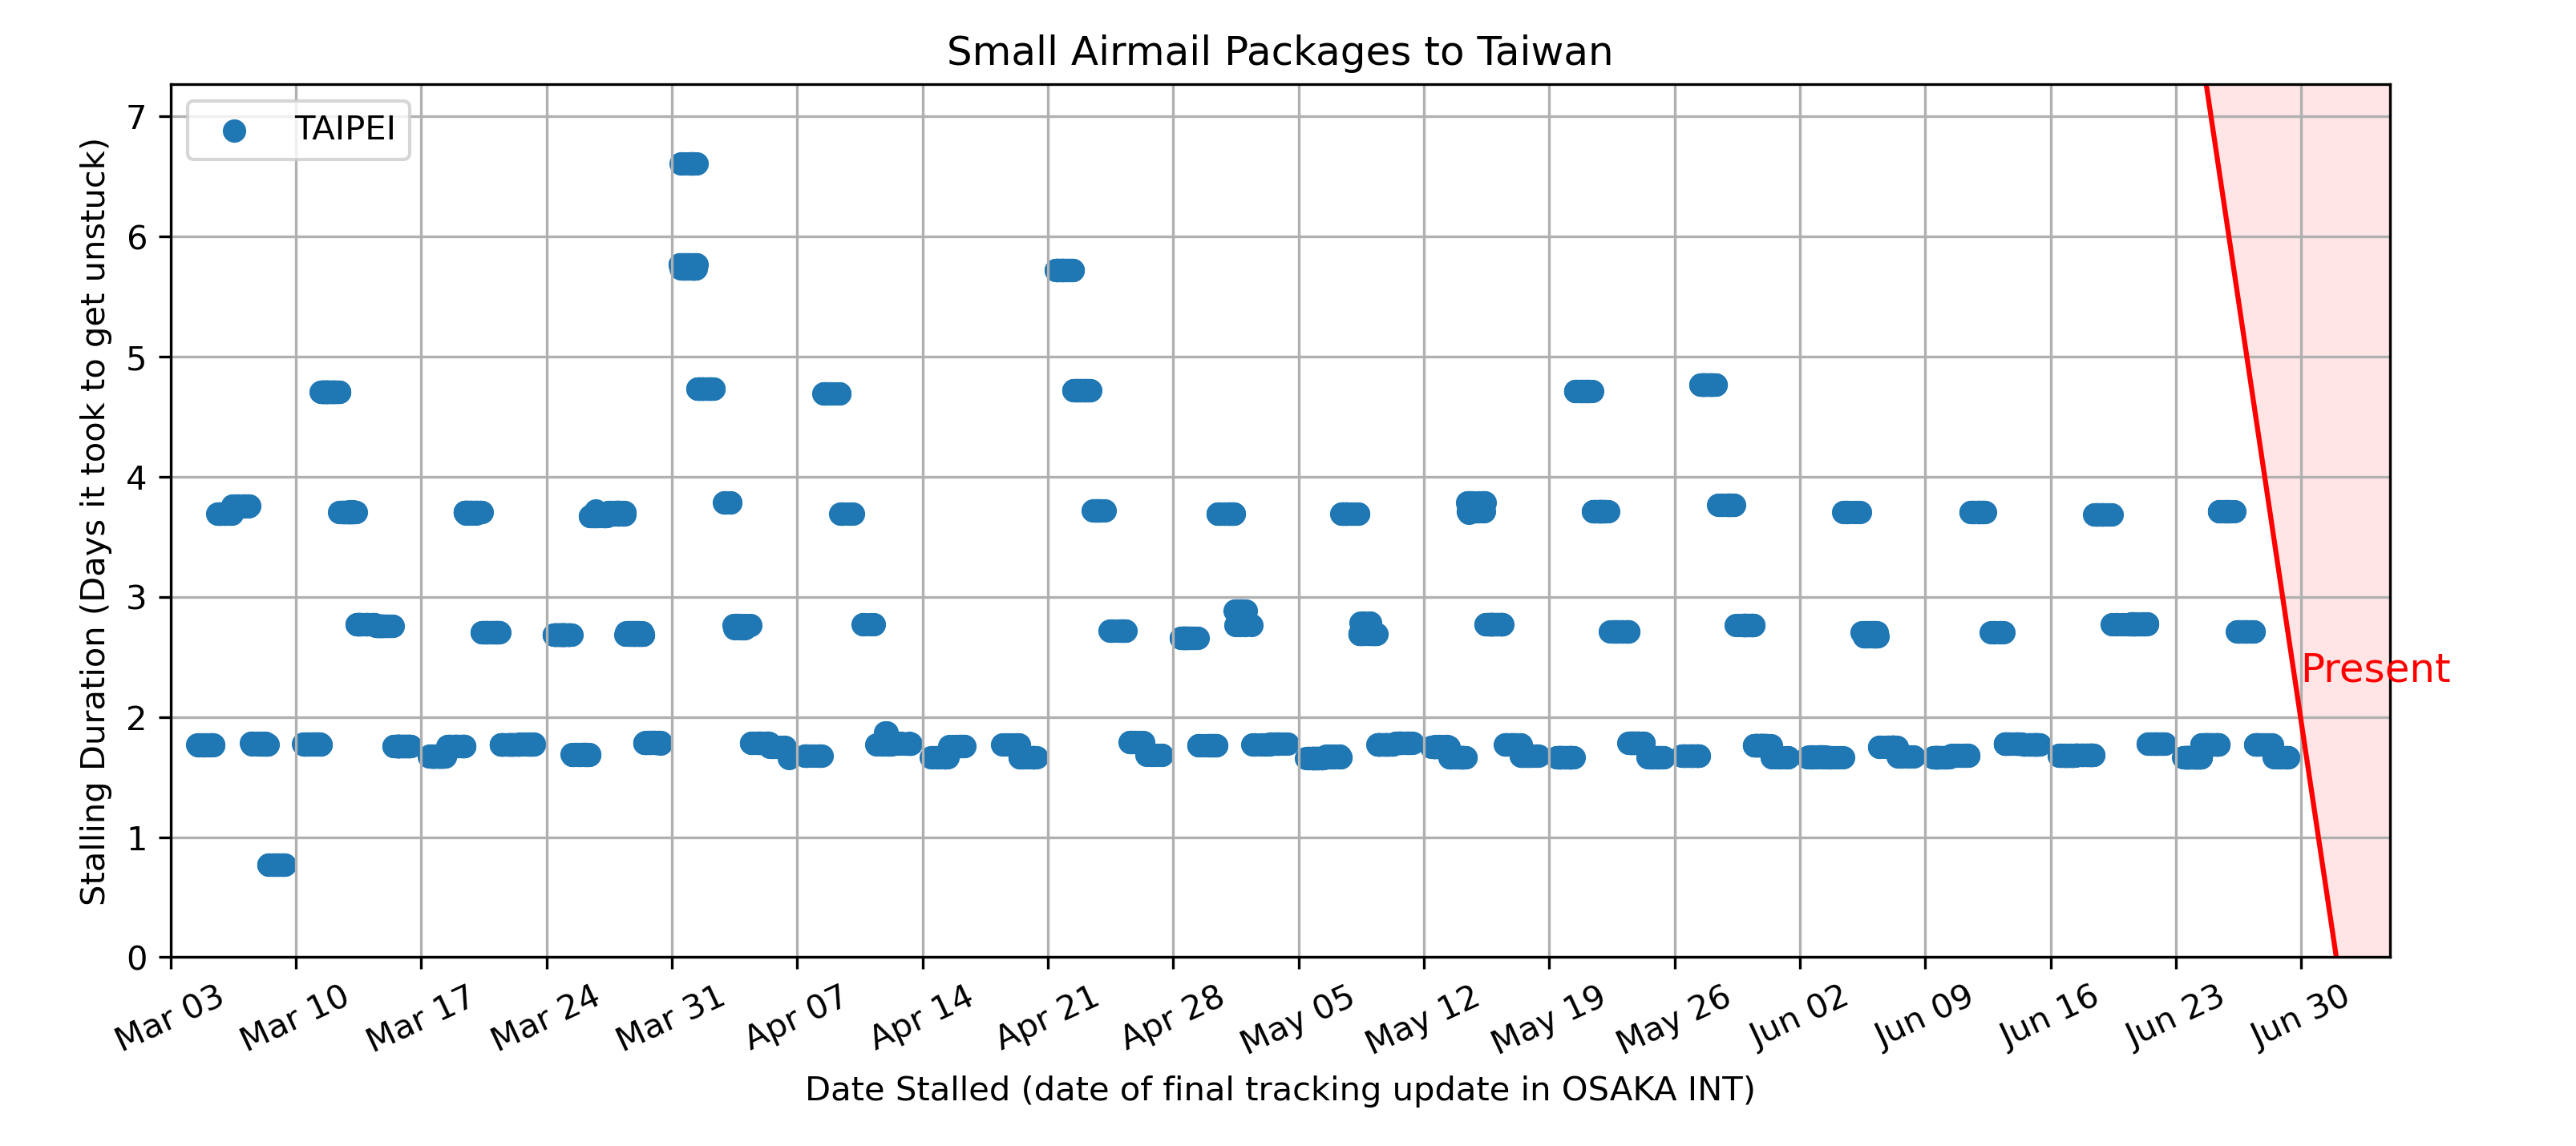 Small Airmail Packages to Taiwan
TAIPEI
Stalling Duration (Days it took to get unstuck)
7
6
5
4
3
2
1
0
Present
Mar 03
Mar 10
Mar 17
Mar 24
Mar 31
Apr 07
Apr 14
Apr 21
Apr 28
May 05
May 12
May 19
May 26
Jun 02
Jun 09
Jun 16
Jun 23
Jun 30
Date Stalled (date of final tracking update in OSAKA INT)